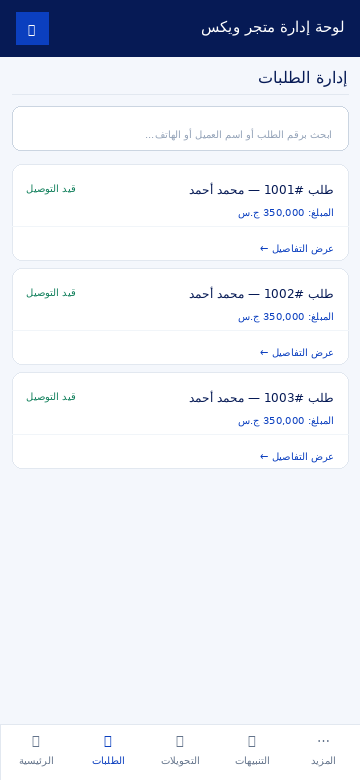 لوحة إدارة متجر ويكس
إدارة الطلبات
ابحث برقم الطلب أو اسم العميل أو الهاتف...
طلب #1001 — محمد أحمد
قيد التوصيل
المبلغ: 350,000 ج.س
عرض التفاصيل ←
طلب #1002 — محمد أحمد
قيد التوصيل
المبلغ: 350,000 ج.س
عرض التفاصيل ←
طلب #1003 — محمد أحمد
قيد التوصيل
المبلغ: 350,000 ج.س
عرض التفاصيل ←
المزيد
التنبيهات
التحويلات
الطلبات
الرئيسية